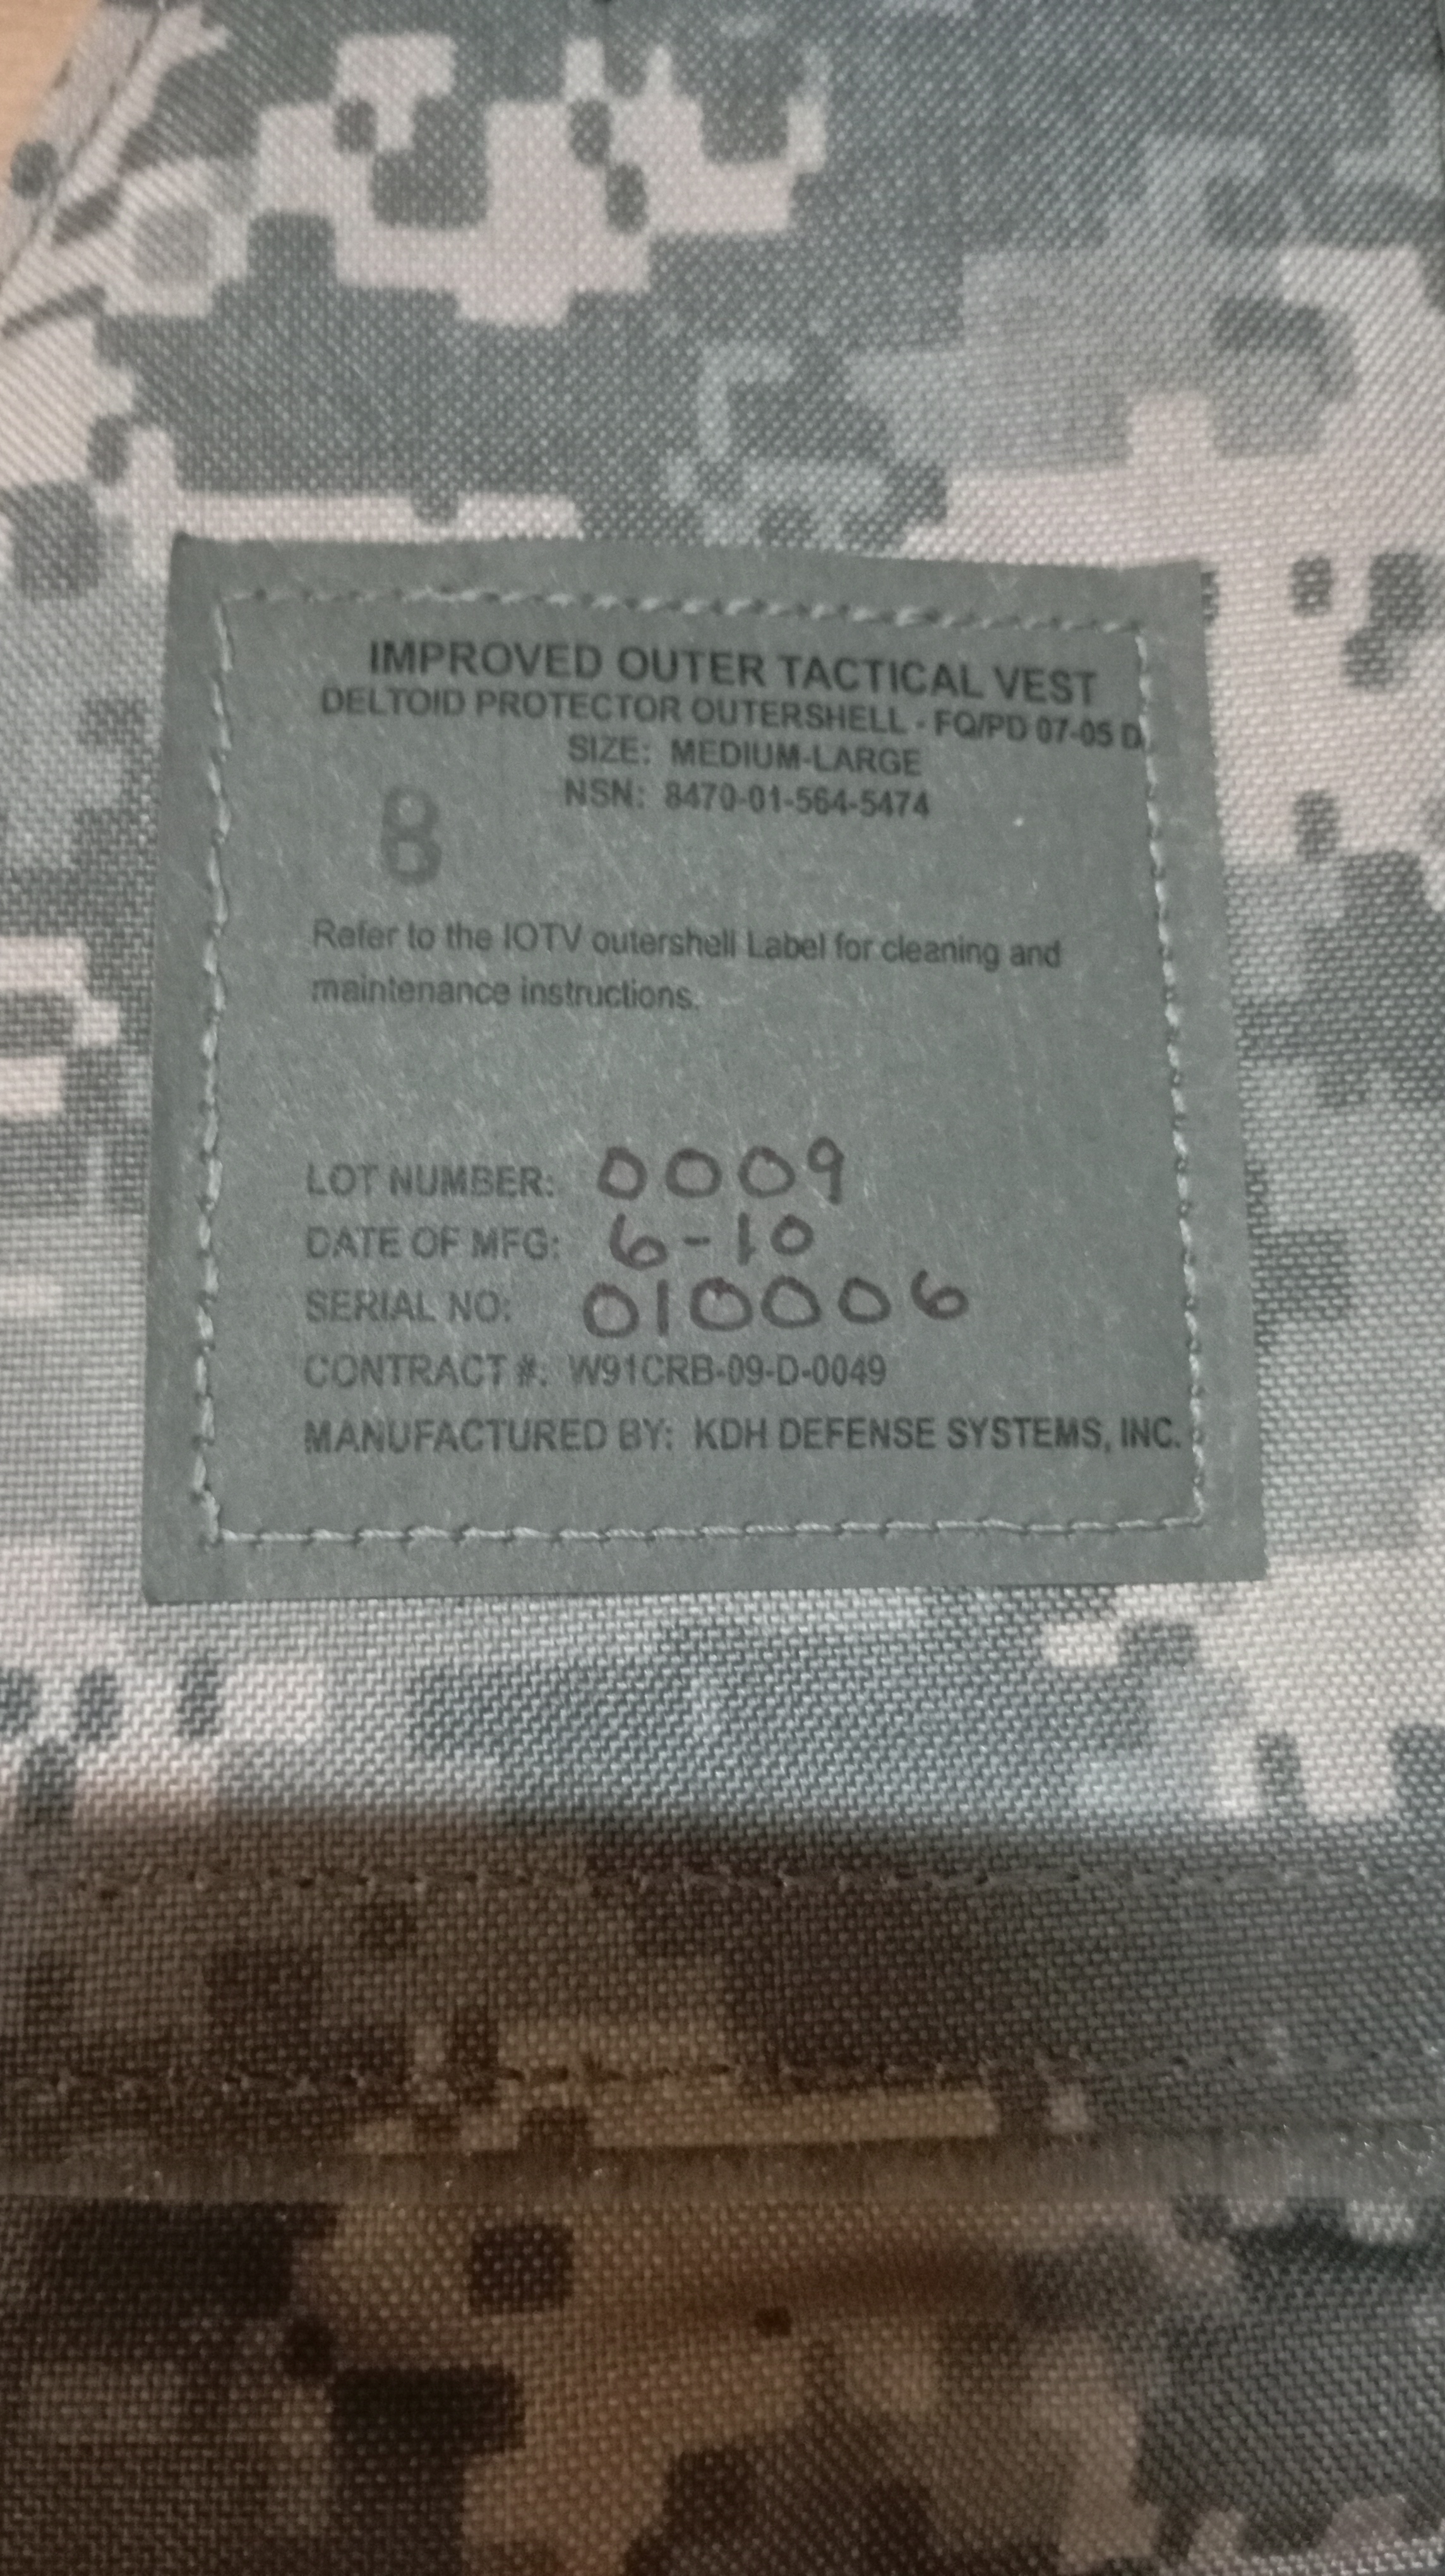 IMPROVED OUTER TACTICAL VEST
DELTOID PROTECTOR OUTERSHELL - FQ/PD 07-05 D
SIZE: MEDIUM-LARGE
NSN: 8470-01-564-5474
8
Refer to the IOTV outershell Label for cleaning and
maintenance instructions.
LOT NUMBER: 0009
DATE OF MFG: 6-10
SERIAL NO: 010006
CONTRACT #: W91CRB-09-D-0049
MANUFACTURED BY: KDH DEFENSE SYSTEMS, INC.